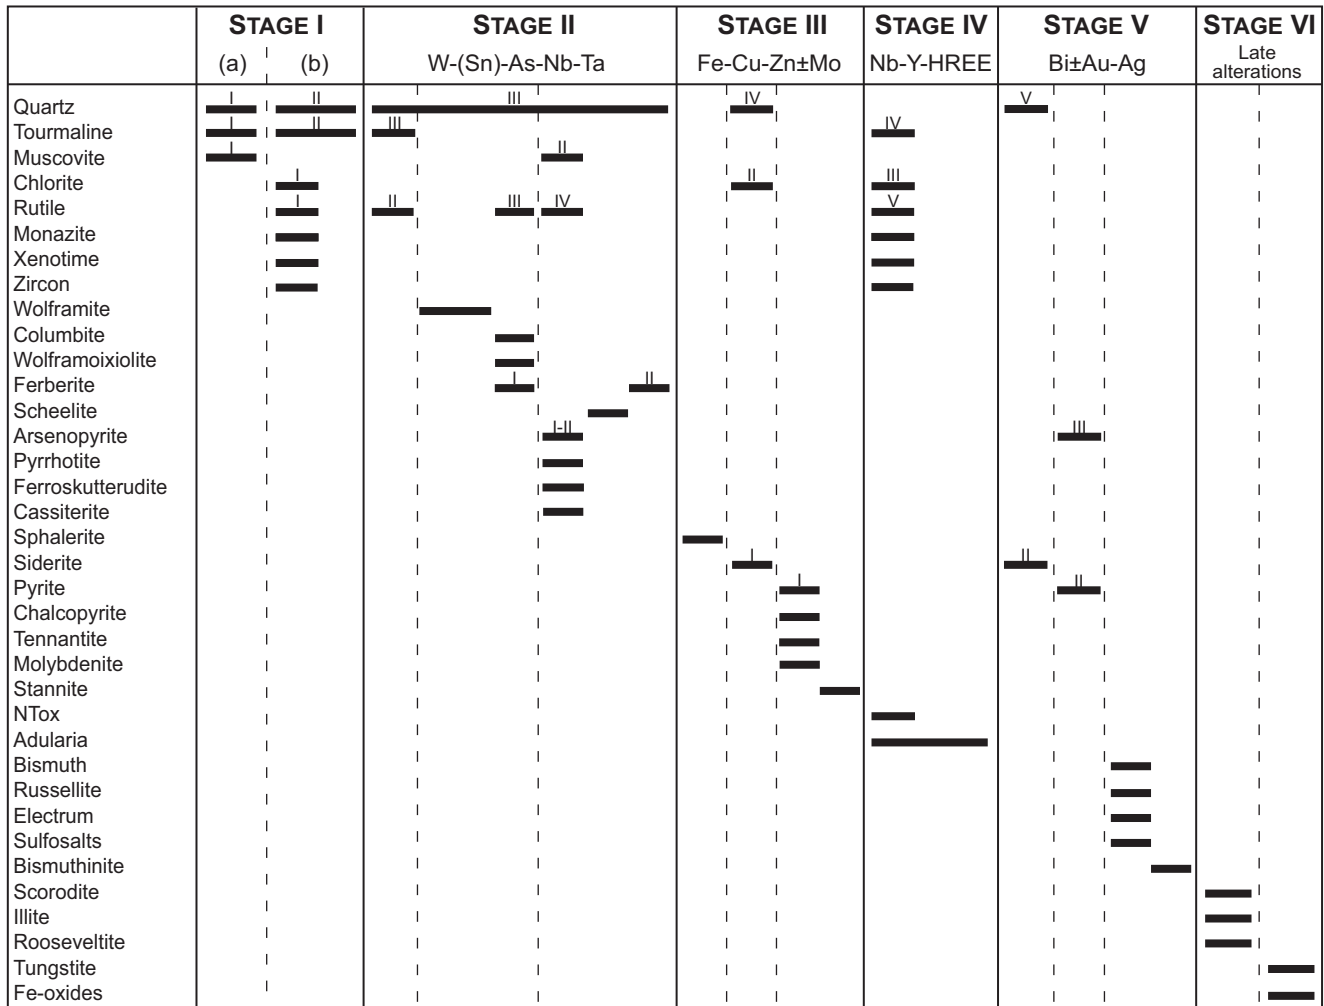 STAGE I STAGE II STAGE III STAGE IV STAGE V STAGE VI
(a) (b) W-(Sn)-As-Nb-Ta Fe-Cu-Zn±Mo Nb-Y-HREE Bi±Au-Ag Late
alterations
Quartz I II III IV V
Tourmaline I II III IV
Muscovite I II
Chlorite I II III
Rutile I II III IV V
Monazite
Xenotime
Zircon
Wolframite
Columbite
Wolframoixiolite
Ferberite I II
Scheelite
Arsenopyrite I-II III
Pyrrhotite
Ferroskutterudite
Cassiterite
Sphalerite
Siderite I II
Pyrite I II
Chalcopyrite
Tennantite
Molybdenite
Stannite
NTox
Adularia
Bismuth
Russellite
Electrum
Sulfosalts
Bismuthinite
Scorodite
Illite
Rooseveltite
Tungstite
Fe-oxides